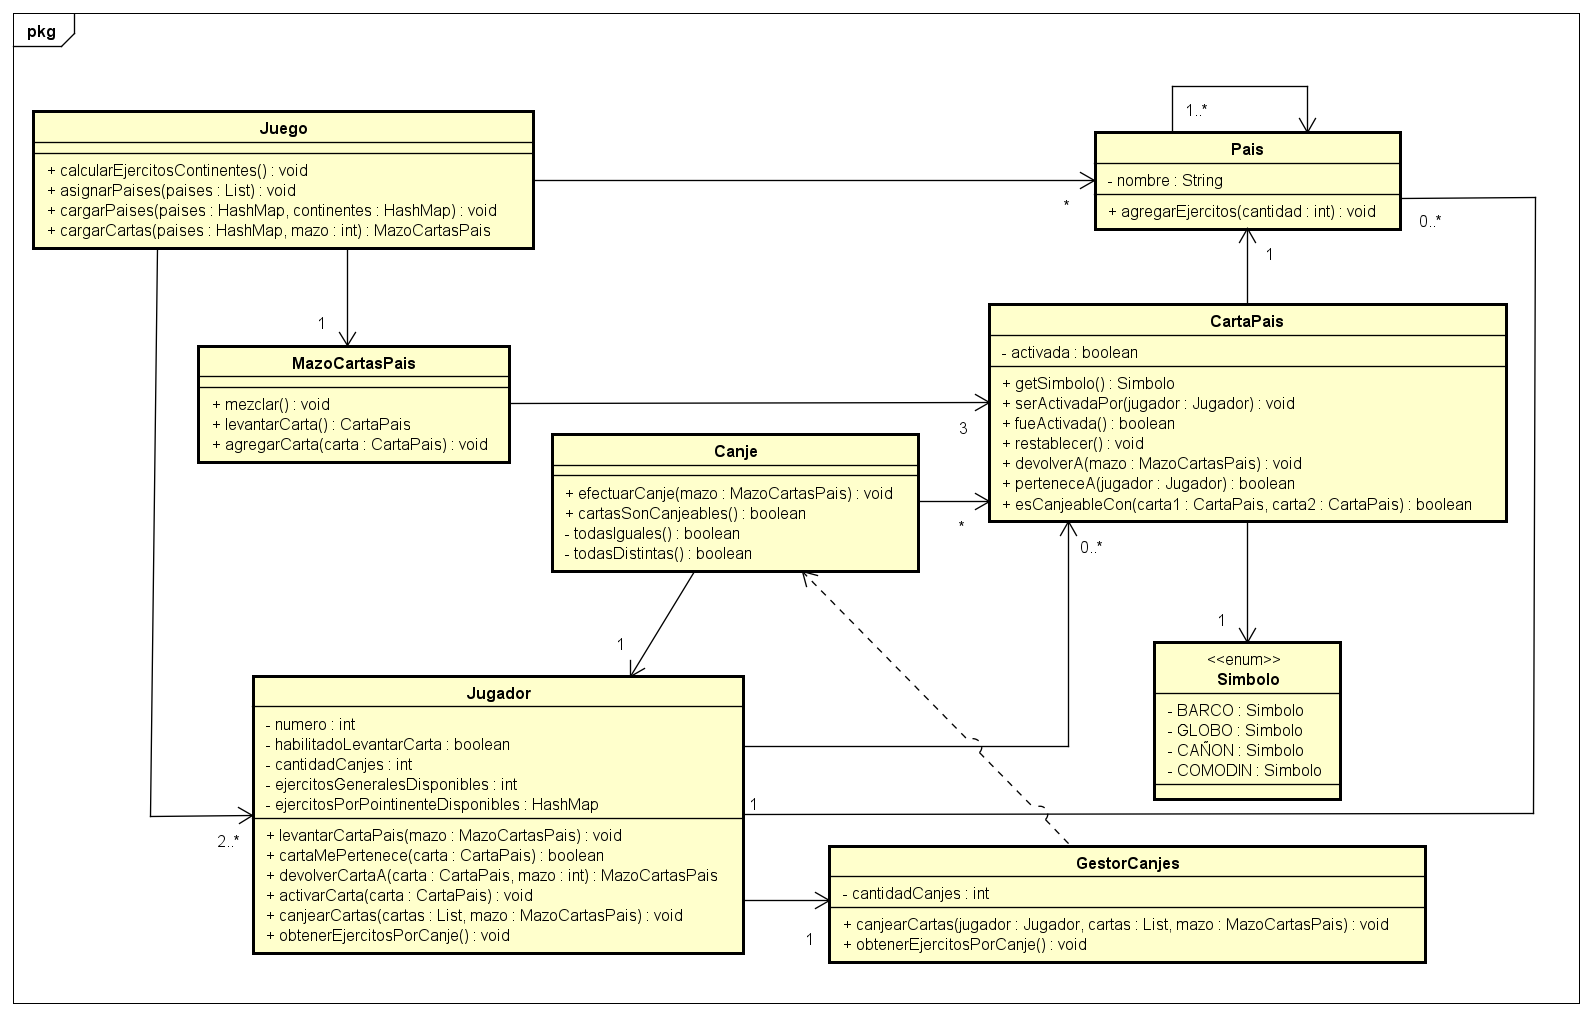 pkg
1..*
Juego
+ calcularEjercitosContinentes() : void
+ asignarPaises(paises : List) : void
+ cargarPaises(paises : HashMap, continentes : HashMap) : void
+ cargarCartas(paises : HashMap, mazo : int) : MazoCartasPais
Pais
- nombre : String
+ agregarEjercitos(cantidad : int) : void
*
0..*
1
1
MazoCartasPais
+ mezclar() : void
+ levantarCarta() : CartaPais
+ agregarCarta(carta : CartaPais) : void
CartaPais
- activada : boolean
+ getSimbolo() : Simbolo
+ serActivadaPor(jugador : Jugador) : void
+ fueActivada() : boolean
+ restablecer() : void
+ devolverA(mazo : MazoCartasPais) : void
+ perteneceA(jugador : Jugador) : boolean
+ esCanjeableCon(carta1 : CartaPais, carta2 : CartaPais) : boolean
3
Canje
+ efectuarCanje(mazo : MazoCartasPais) : void
+ cartasSonCanjeables() : boolean
- todasIguales() : boolean
- todasDistintas() : boolean
*
0..*
1
1
<<enum>>
Simbolo
- BARCO : Simbolo
- GLOBO : Simbolo
- CAÑON : Simbolo
- COMODIN : Simbolo
Jugador
- numero : int
- habilitadoLevantarCarta : boolean
- cantidadCanjes : int
- ejercitosGeneralesDisponibles : int
- ejercitosPorPointinenteDisponibles : HashMap
+ levantarCartaPais(mazo : MazoCartasPais) : void
+ cartaMePertenece(carta : CartaPais) : boolean
+ devolverCartaA(carta : CartaPais, mazo : int) : MazoCartasPais
+ activarCarta(carta : CartaPais) : void
+ canjearCartas(cartas : List, mazo : MazoCartasPais) : void
+ obtenerEjercitosPorCanje() : void
1
2..*
GestorCanjes
- cantidadCanjes : int
+ canjearCartas(jugador : Jugador, cartas : List, mazo : MazoCartasPais) : void
+ obtenerEjercitosPorCanje() : void
1